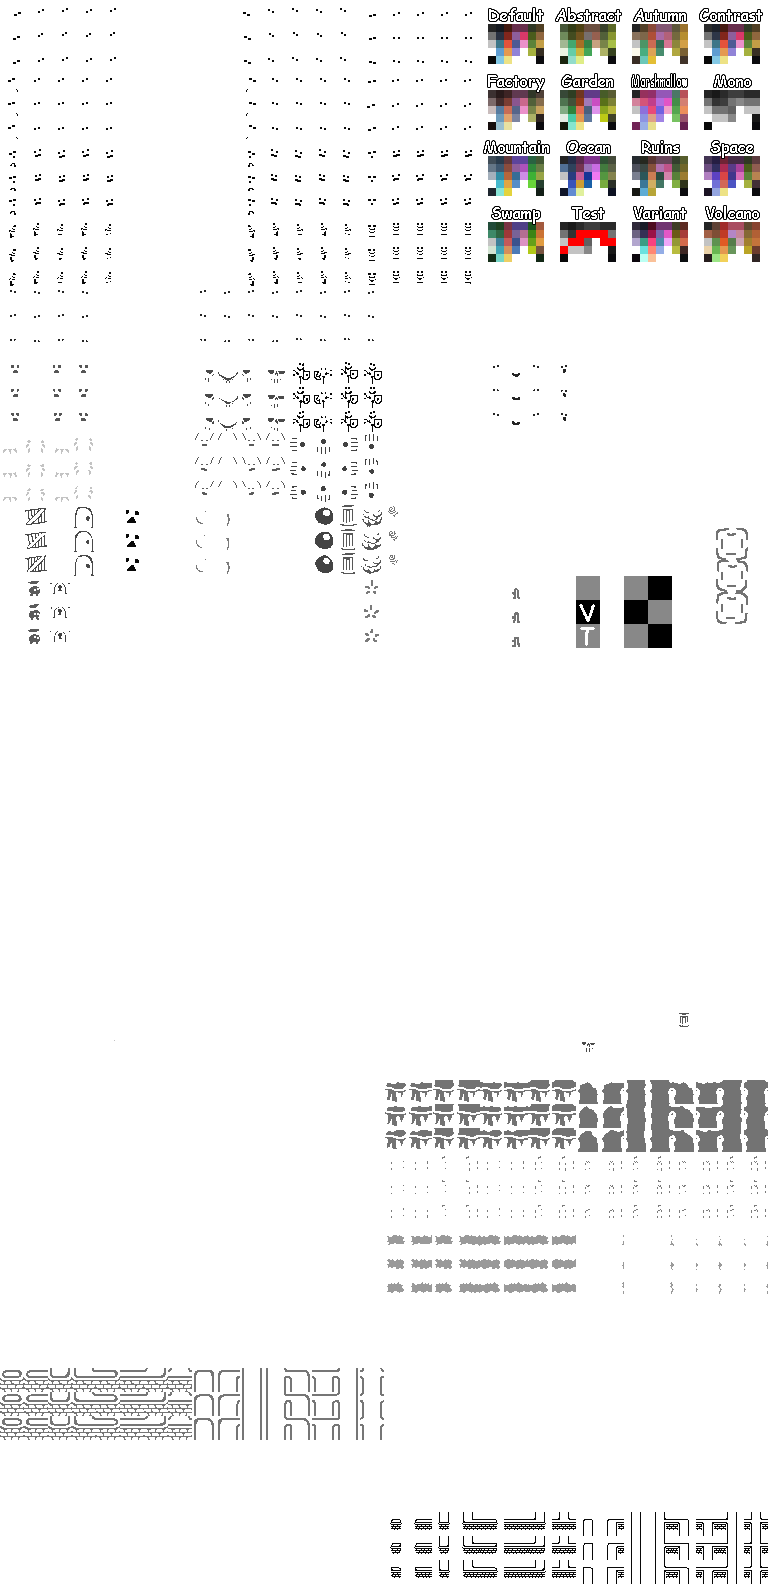 Default Abstract Autumn Contrast
Factory Garden Marshmallow Mono
Mountain Ocean Ruins Space
Swamp Test Variant Volcano
V
T